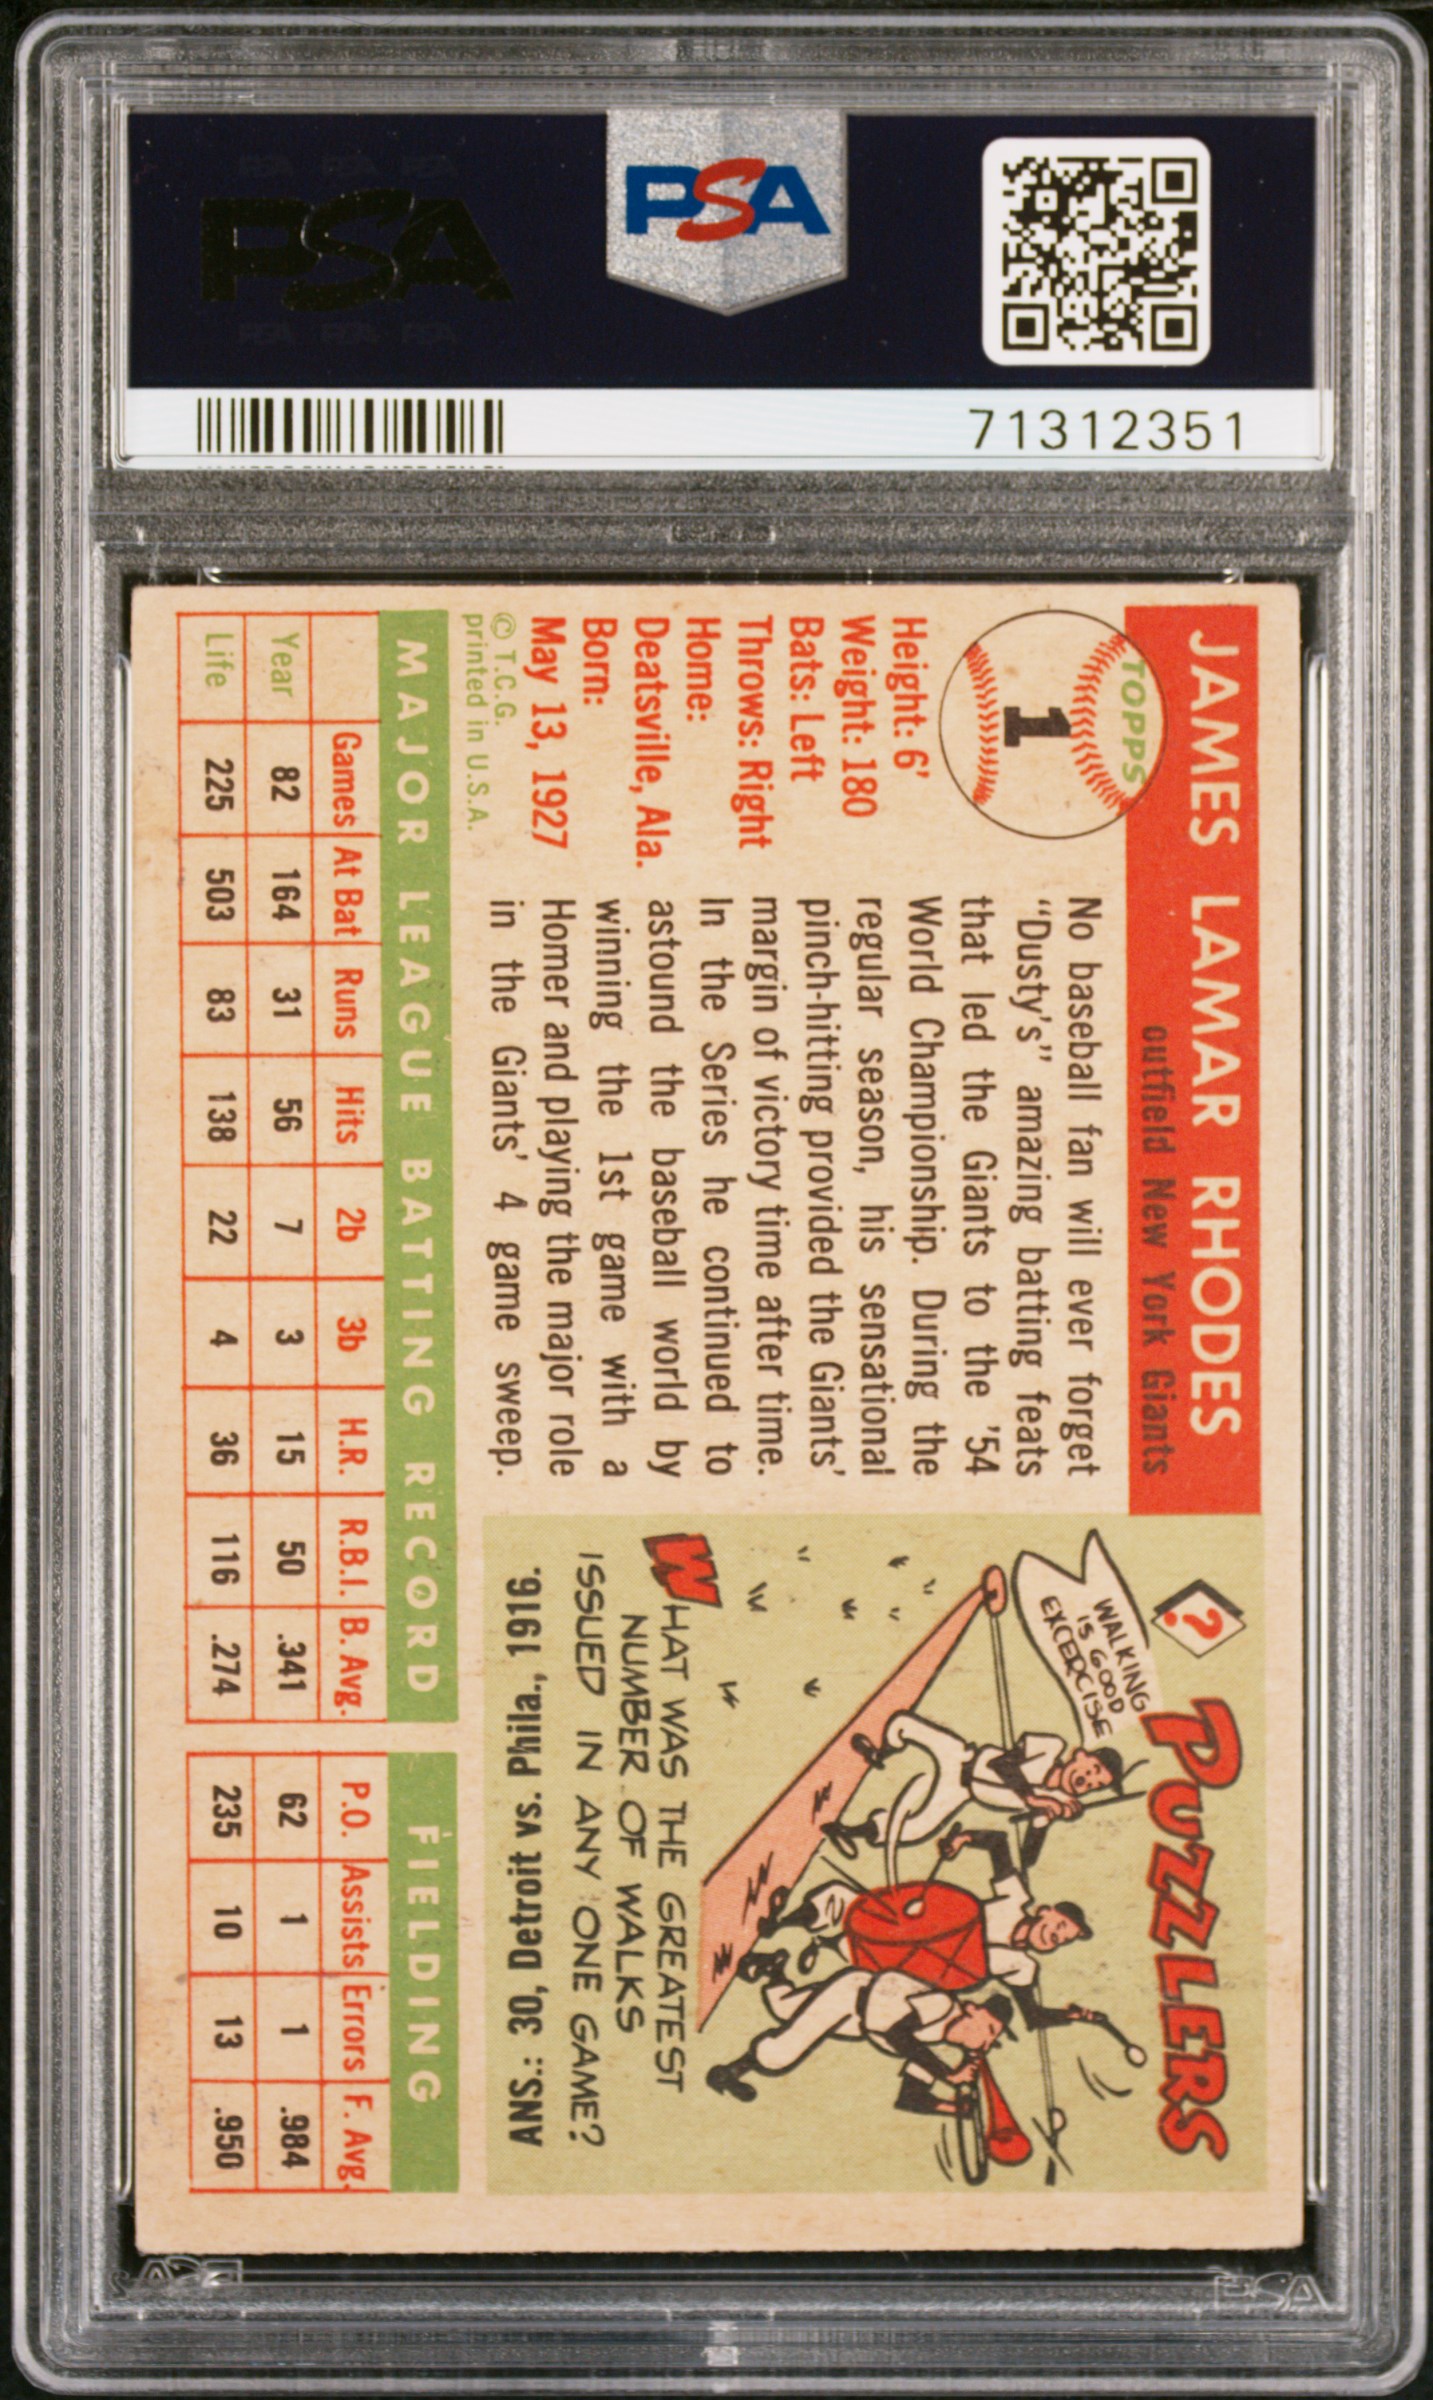 PSA
PSA
71312351
JAMES LAMAR RHODES
outfield New York Giants
TOPPS
1
Height: 6'
Weight: 180
Bats: Left
Throws: Right
Home:
Deatsville, Ala.
Born:
May 13, 1927
© T.C.G.
printed in U.S.A.
No baseball fan will ever forget
"Dusty's" amazing batting feats
that led the Giants to the '54
World Championship. During the
regular season, his sensational
pinch-hitting provided the Giants'
margin of victory time after time.
In the Series he continued to
astound the baseball world by
winning the 1st game with a
Homer and playing the major role
in the Giants' 4 game sweep.
? PUZZLERS
WALKING
IS GOOD
EXCERCISE
WHAT WAS THE GREATEST
NUMBER OF WALKS
ISSUED IN ANY ONE GAME?
ANS.: 30, Detroit vs. Phila., 1916.
MAJOR LEAGUE BATTING RECORD
Games At Bat Runs Hits 2b 3b H.R. R.B.I. B. Avg.
Year 82 164 31 56 7 3 15 50 .341
Life 225 503 83 138 22 4 36 116 .274
FIELDING
P.O. Assists Errors F. Avg.
62 1 1 .984
235 10 13 .950
PSA
PSA